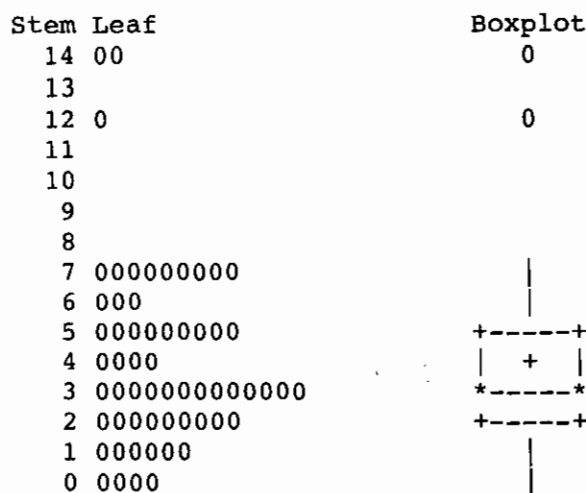 Stem Leaf                     Boxplot
  14 00                          0
  13
  12 0                           0
  11
  10
   9
   8
   7 000000000                   |
   6 000                         |
   5 000000000                +-----+
   4 0000                     |  +  |
   3 0000000000000            *-----*
   2 000000000                +-----+
   1 000000                      |
   0 0000                        |